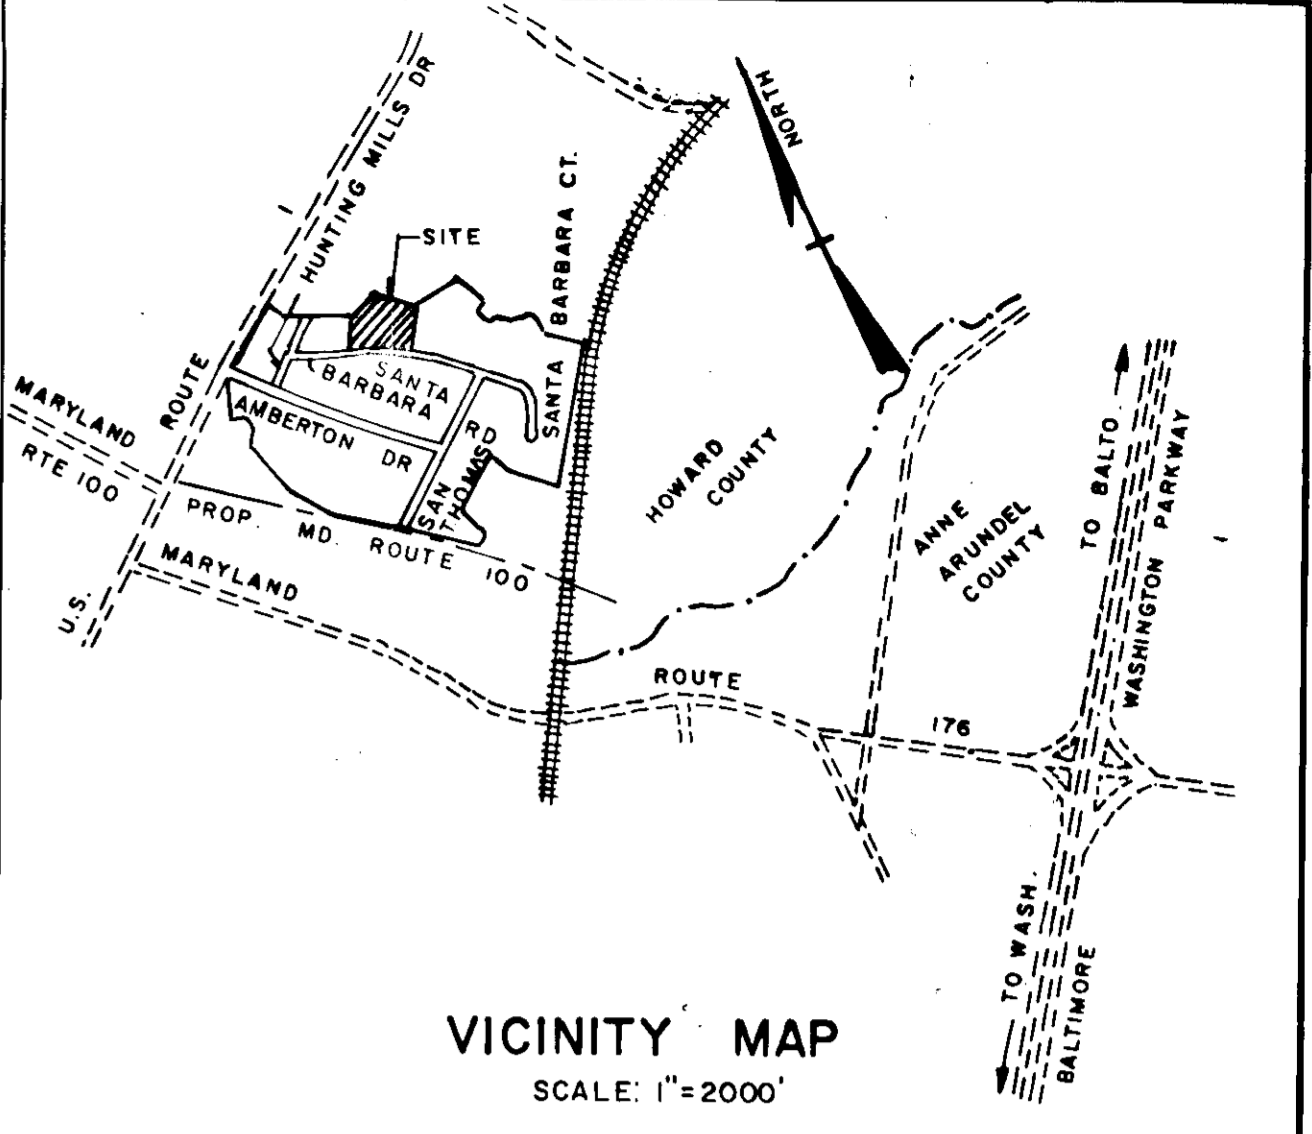 HUNTING MILLS DR
NORTH
SITE
SANTA BARBARA CT.
U.S. ROUTE 1
SANTA
BARBARA
AMBERTON DR
SAN THOMAS RD
MARYLAND
RTE 100
PROP. MD. ROUTE 100
HOWARD
COUNTY
ANNE
ARUNDEL
COUNTY
TO BALTO.
BALTIMORE WASHINGTON PARKWAY
MARYLAND ROUTE 176
TO WASH.
VICINITY MAP
SCALE: 1"=2000'